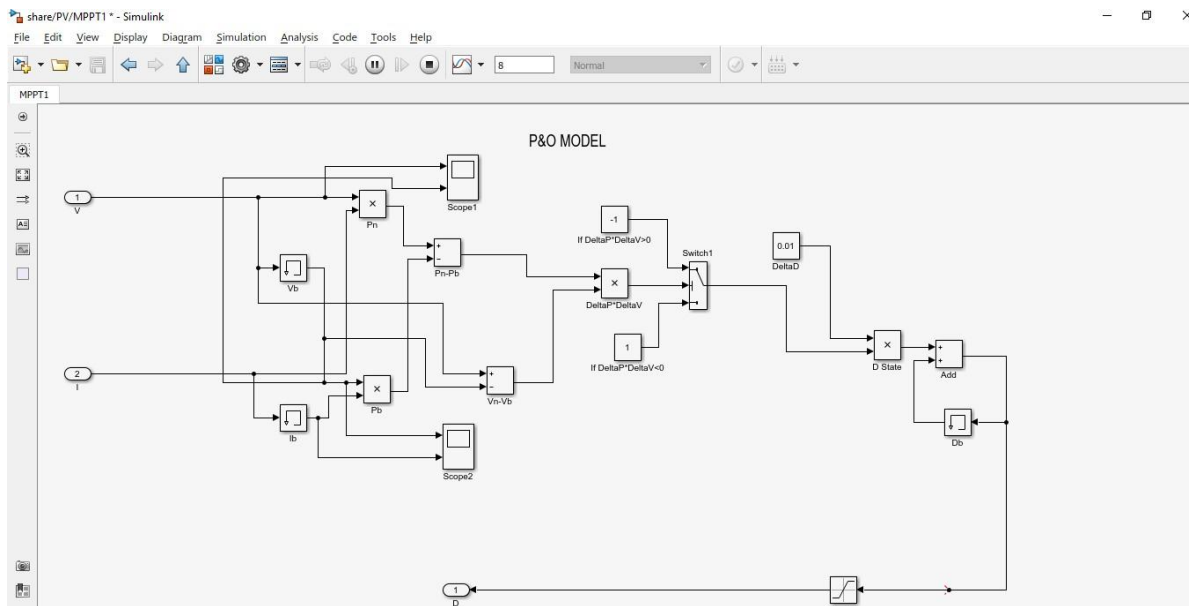 share/PV/MPPT1 * - Simulink
File Edit View Display Diagram Simulation Analysis Code Tools Help
8 Normal
MPPT1
P&O MODEL
1
V
Scope1
×
Pn
-1
If DeltaP*DeltaV>0
+
−
Pn-Pb
Switch1
0.01
DeltaD
Vb
×
DeltaP*DeltaV
1
If DeltaP*DeltaV<0
×
D State
+
+
Add
2
I
×
Pb
+
−
Vn-Vb
Ib
Db
Scope2
1
D